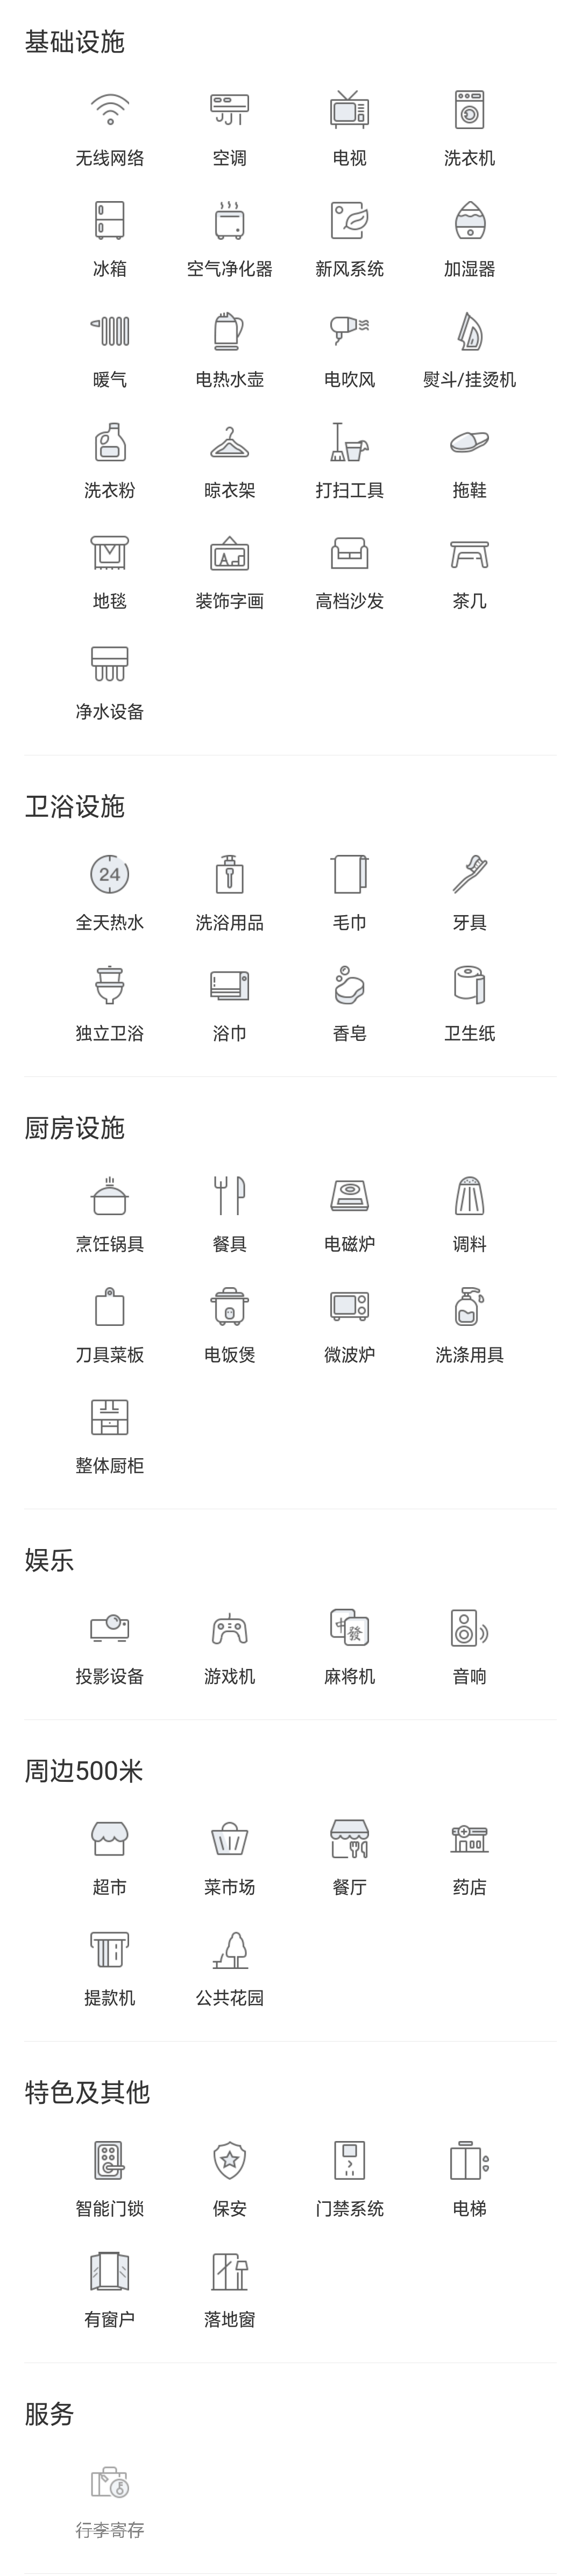 基础设施
无线网络 空调 电视 洗衣机
冰箱 空气净化器 新风系统 加湿器
暖气 电热水壶 电吹风 熨斗/挂烫机
洗衣粉 晾衣架 打扫工具 拖鞋
地毯 装饰字画 高档沙发 茶几
净水设备
卫浴设施
24
全天热水 洗浴用品 毛巾 牙具
独立卫浴 浴巾 香皂 卫生纸
厨房设施
烹饪锅具 餐具 电磁炉 调料
刀具菜板 电饭煲 微波炉 洗涤用具
整体厨柜
娱乐
中 發
投影设备 游戏机 麻将机 音响
周边500米
超市 菜市场 餐厅 药店
提款机 公共花园
特色及其他
智能门锁 保安 门禁系统 电梯
有窗户 落地窗
服务
行李寄存